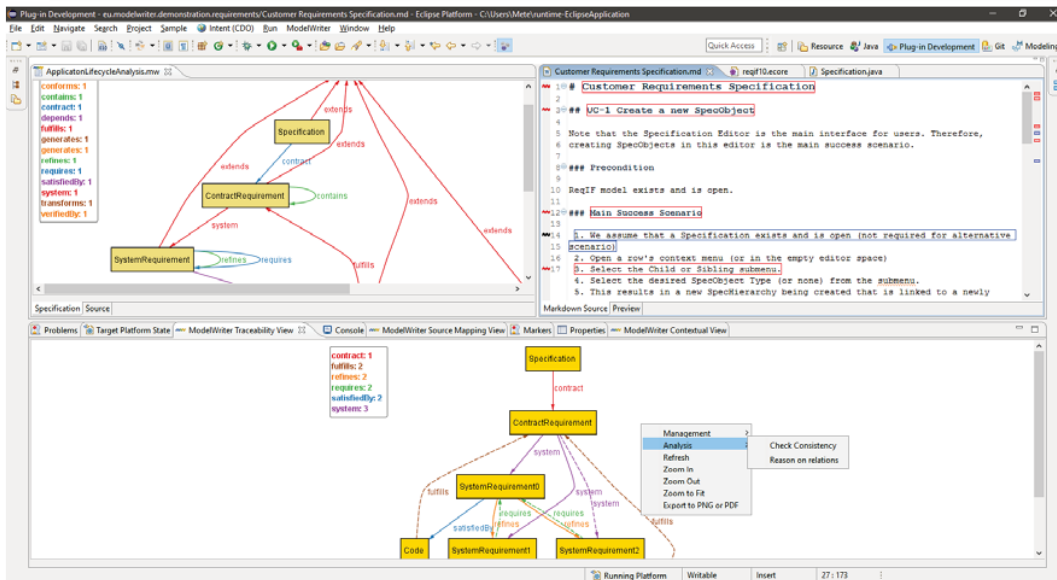 Plug-in Development - eu.modelwriter.demonstration.requirements/Customer Requirements Specification.md - Eclipse Platform - C:\Users\Mete\runtime-EclipseApplication
File Edit Navigate Search Project Sample Intent (CDO) Run ModelWriter Window Help
Quick Access Resource Java Plug-in Development Git Modeling
ApplicatonLifecycleAnalysis.mw
conforms: 1
contains: 1
contract: 1
depends: 1
fulfills: 1
generates: 1
generates: 1
refines: 1
requires: 1
satisfiedBy: 1
system: 1
transforms: 1
verifiedBy: 1
extends
Specification
contract
extends
extends
ContractRequirement
contains
extends
system
extends
SystemRequirement
refines
requires
fulfills
Specification Source
Customer Requirements Specification.md reqif10.ecore Specification.java
1 # Customer Requirements Specification
2
3 ## UC-1 Create a new SpecObject
4
5 Note that the Specification Editor is the main interface for users. Therefore,
6 creating SpecObjects in this editor is the main success scenario.
7
8 ### Precondition
9
10 ReqIF model exists and is open.
11
12 ### Main Success Scenario
13
14 1. We assume that a Specification exists and is open (not required for alternative
15 scenario)
16 2. Open a row's context menu (or in the empty editor space)
17 3. Select the Child or Sibling submenu.
4. Select the desired SpecObject Type (or none) from the submenu.
5. This results in a new SpecHierarchy being created that is linked to a newly
Markdown Source Preview
Problems Target Platform State ModelWriter Traceability View Console ModelWriter Source Mapping View Markers Properties ModelWriter Contextual View
contract: 1
fulfills: 2
refines: 2
requires: 2
satisfiedBy: 2
system: 3
Specification
contract
ContractRequirement
system
fulfills
SystemRequirement0
system
system
requires
requires
satisfiedBy
refines
refines
fulfills
Code
SystemRequirement1
SystemRequirement2
Management
Analysis
Refresh
Zoom In
Zoom Out
Zoom to Fit
Export to PNG or PDF
Check Consistency
Reason on relations
Running Platform Writable Insert 27 : 173